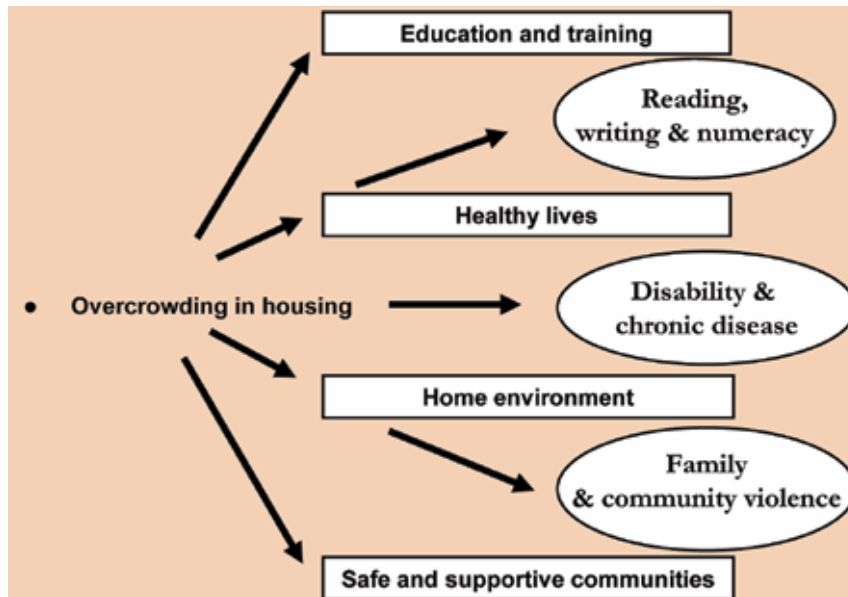 Education and training
Reading,
writing & numeracy
Healthy lives
• Overcrowding in housing
Disability &
chronic disease
Home environment
Family
& community violence
Safe and supportive communities